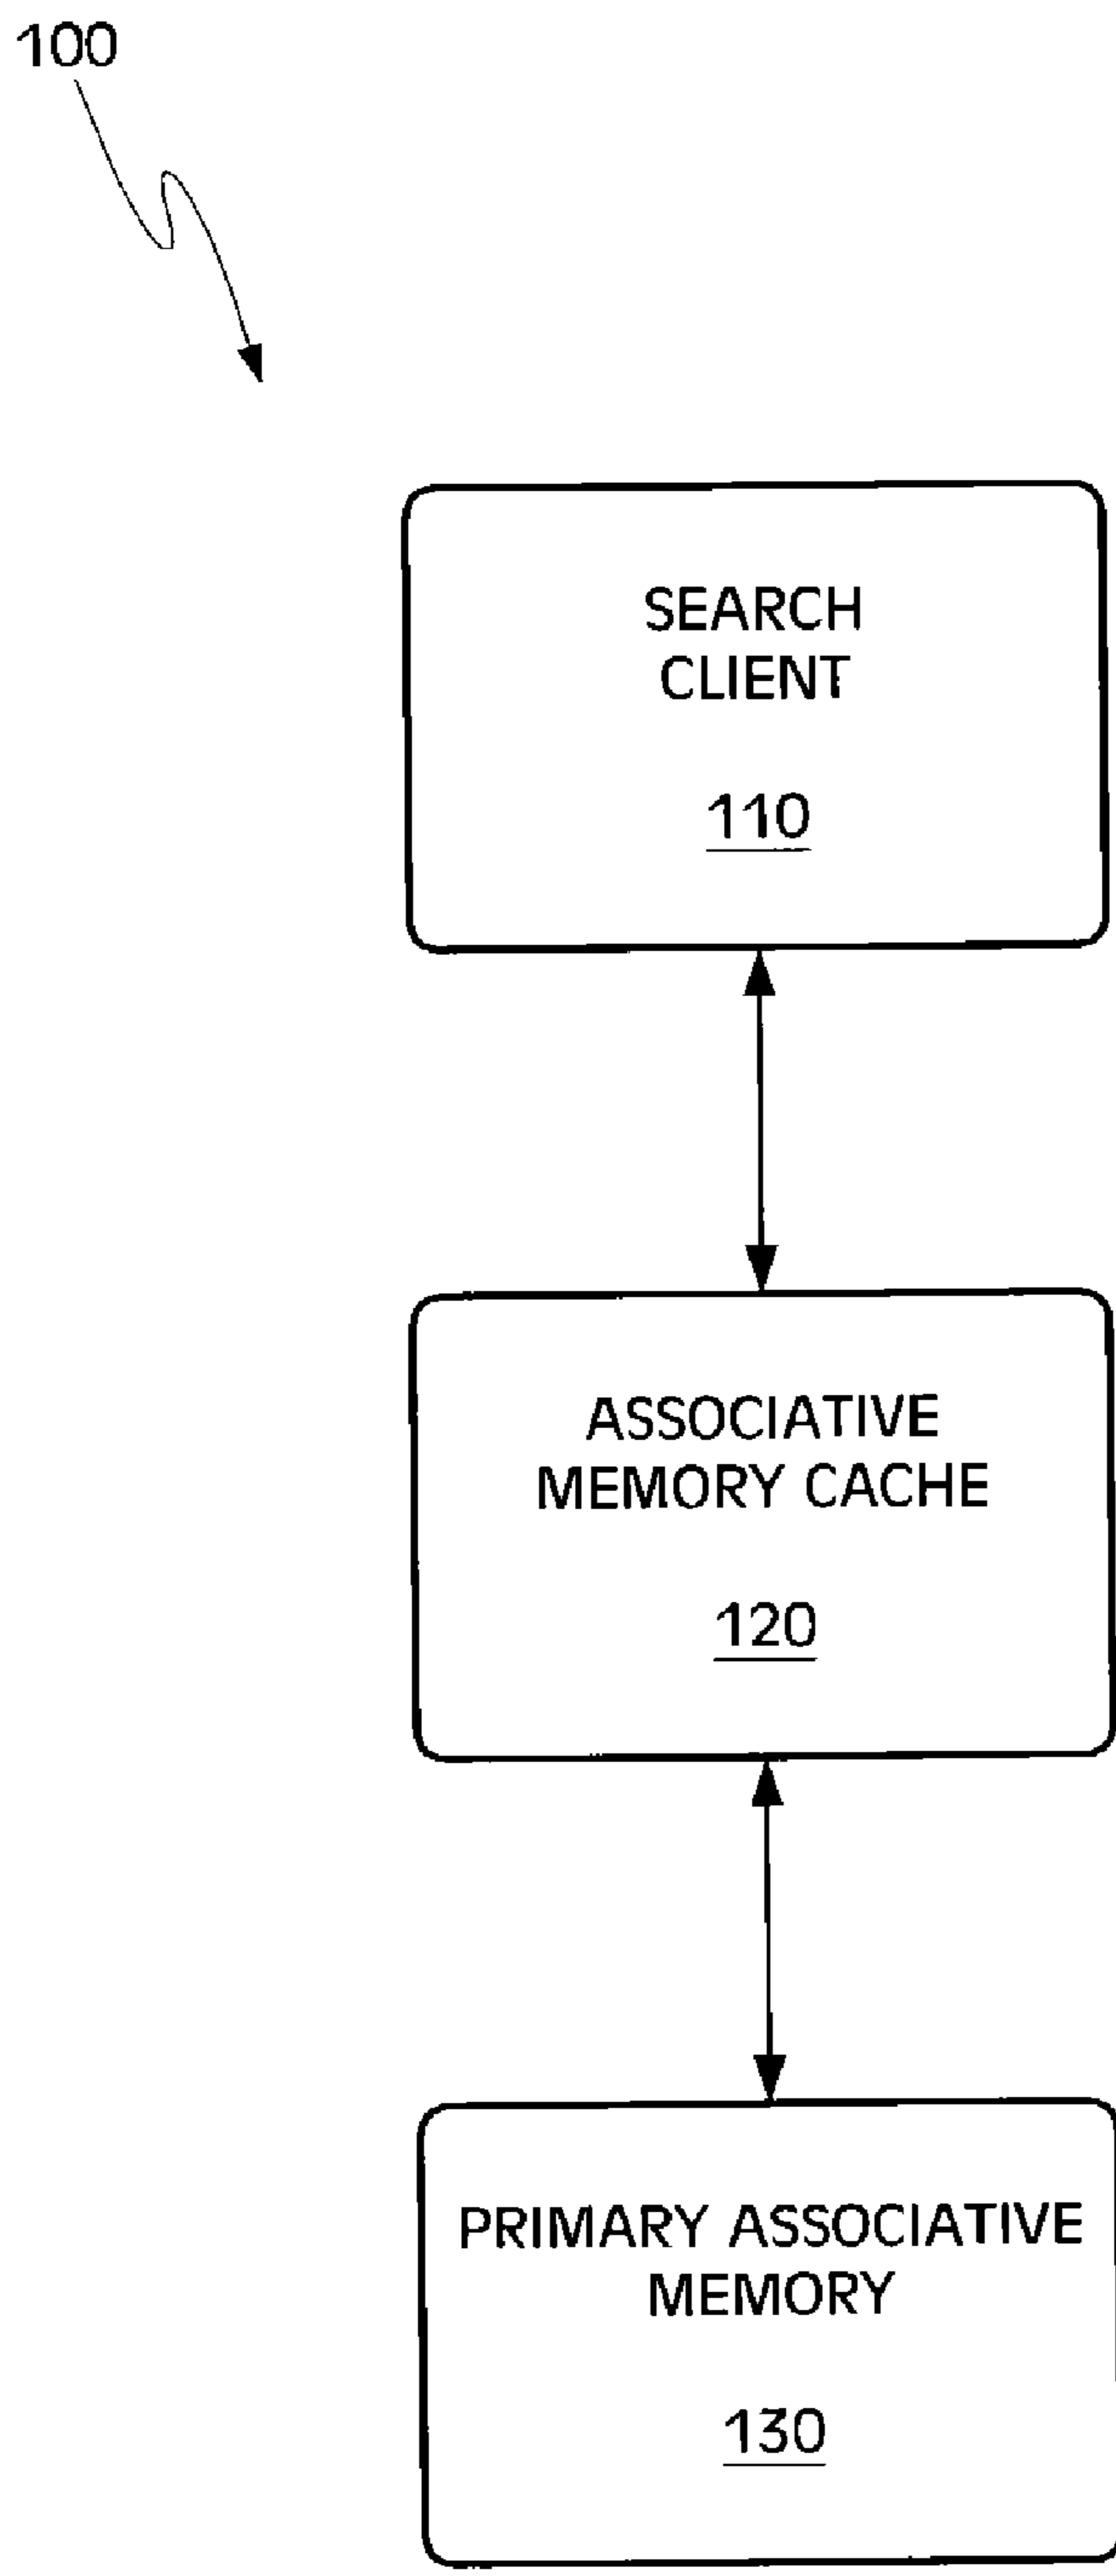 100
SEARCH
CLIENT
110
ASSOCIATIVE
MEMORY CACHE
120
PRIMARY ASSOCIATIVE
MEMORY
130